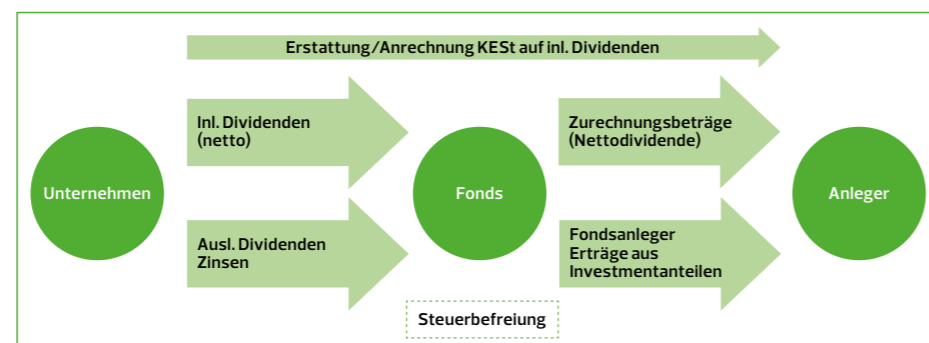 Erstattung/Anrechnung KESt auf inl. Dividenden
Inl. Dividenden
(netto)
Zurechnungsbeträge
(Nettodividende)
Unternehmen
Fonds
Anleger
Ausl. Dividenden
Zinsen
Fondsanleger
Erträge aus
Investmentanteilen
Steuerbefreiung